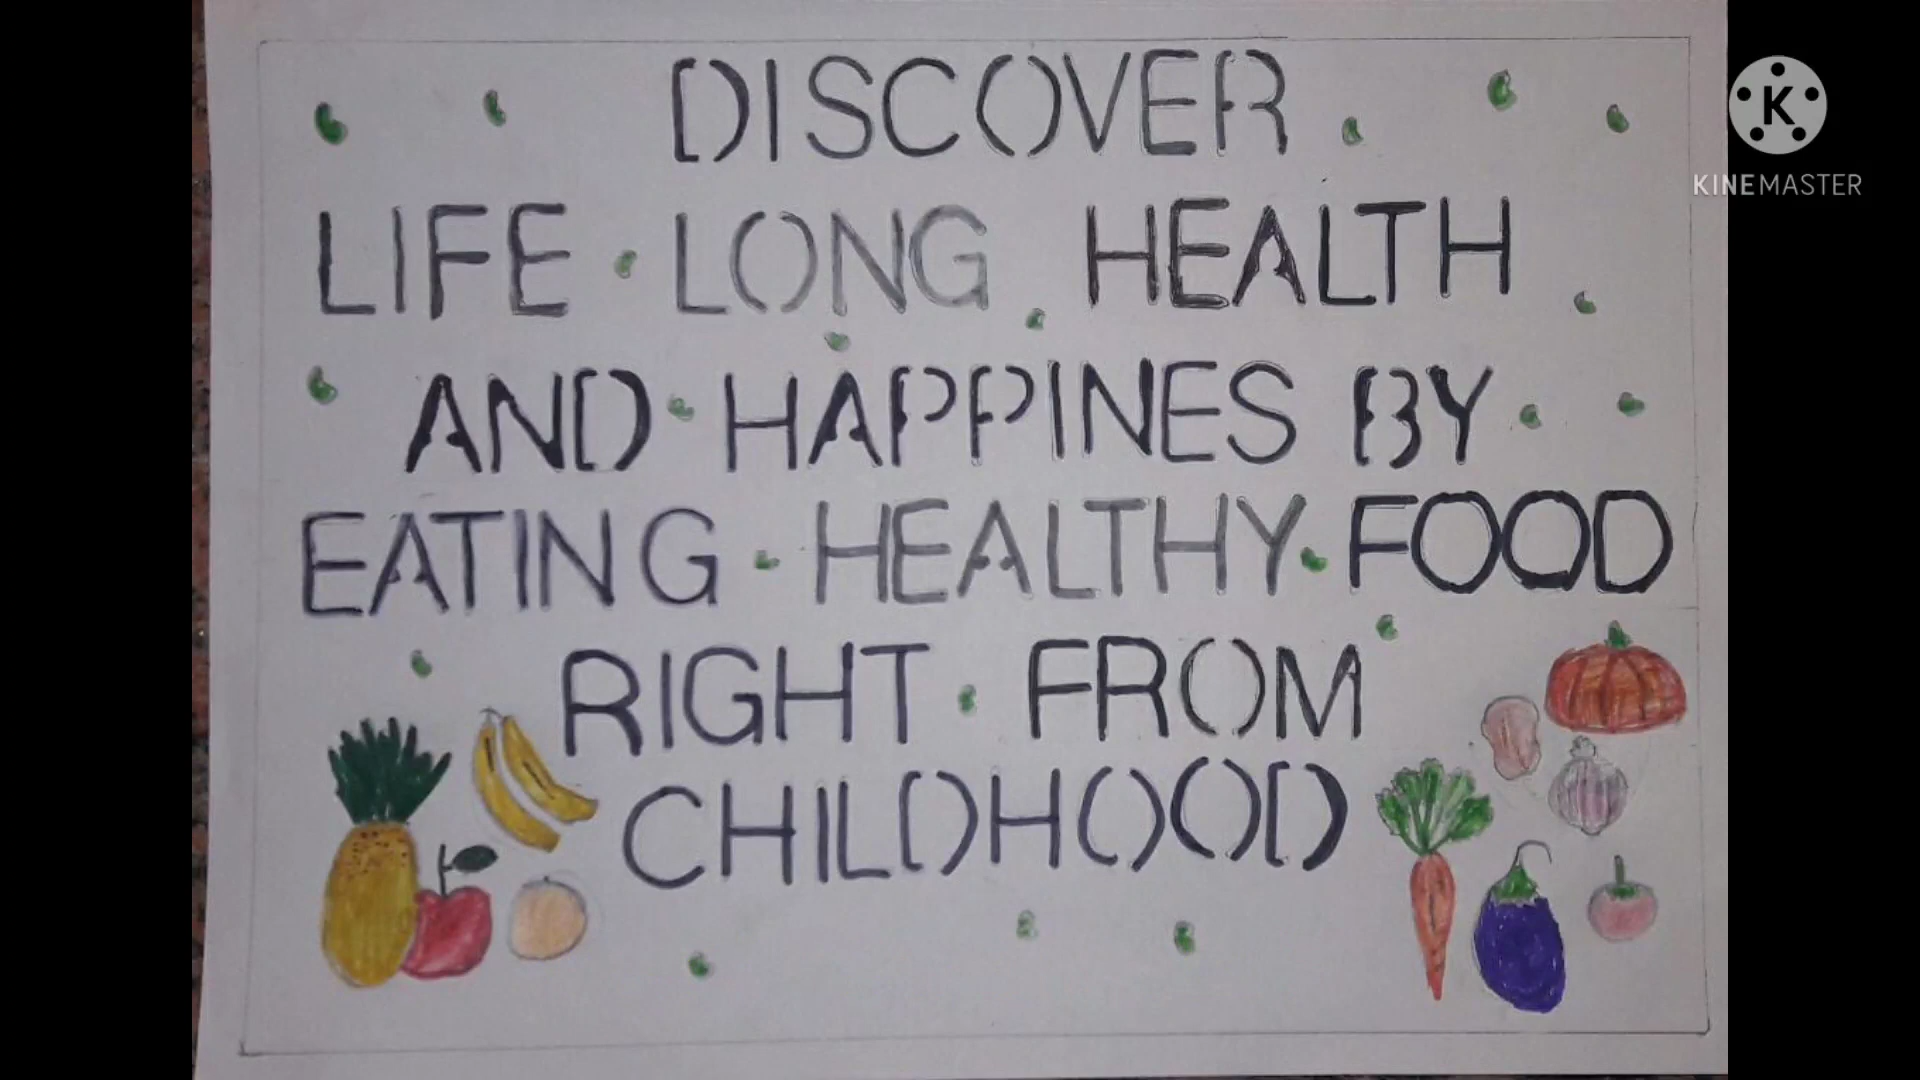 DISCOVER
LIFE LONG HEALTH
AND HAPPINES BY
EATING HEALTHY FOOD
RIGHT FROM
CHILDHOOD
K
KINEMASTER